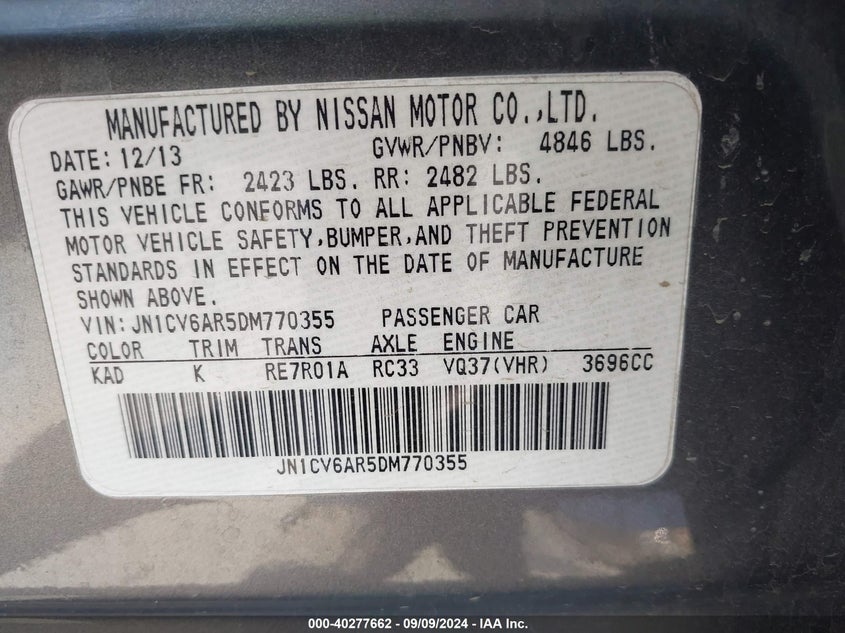 MANUFACTURED BY NISSAN MOTOR CO.,LTD.
DATE: 12/13 GVWR/PNBV: 4846 LBS.
GAWR/PNBE FR: 2423 LBS. RR: 2482 LBS.
THIS VEHICLE CONFORMS TO ALL APPLICABLE FEDERAL
MOTOR VEHICLE SAFETY,BUMPER,AND THEFT PREVENTION
STANDARDS IN EFFECT ON THE DATE OF MANUFACTURE
SHOWN ABOVE.
VIN:JN1CV6AR5DM770355 PASSENGER CAR
COLOR TRIM TRANS AXLE ENGINE
KAD K RE7R01A RC33 VQ37(VHR) 3696CC
JN1CV6AR5DM770355
000-40277662 - 09/09/2024 - IAA Inc.